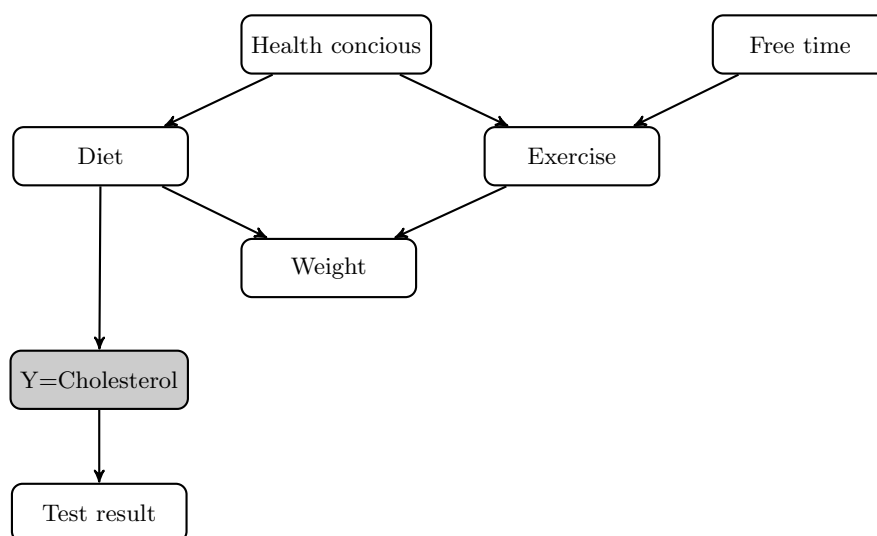 Health concious
Free time
Diet
Exercise
Weight
Y=Cholesterol
Test result